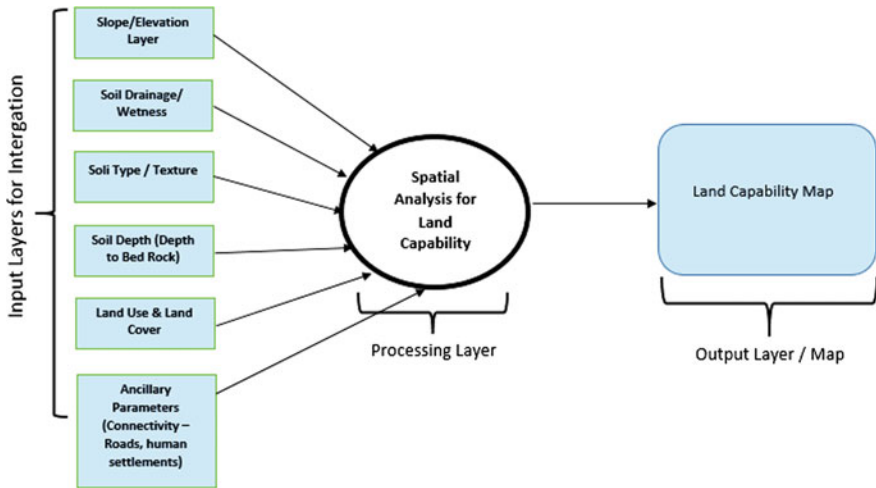 Input Layers for Intergation
Slope/Elevation
Layer
Soil Drainage/
Wetness
Soli Type / Texture
Soil Depth (Depth
to Bed Rock)
Land Use & Land
Cover
Ancillary
Parameters
(Connectivity –
Roads, human
settlements)
Spatial
Analysis for
Land
Capability
Processing Layer
Land Capability Map
Output Layer / Map